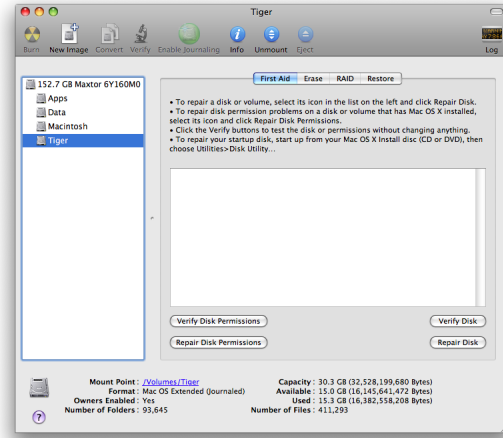 Tiger
Burn New Image Convert Verify Enable Journaling Info Unmount Eject Log
First Aid Erase RAID Restore
152.7 GB Maxtor 6Y160M0
Apps
Data
Macintosh
Tiger
• To repair a disk or volume, select its icon in the list on the left and click Repair Disk.
• To repair disk permission problems on a disk or volume that has Mac OS X installed,
select its icon and click Repair Disk Permissions.
• Click the Verify buttons to test the disk or permissions without changing anything.
• To repair your startup disk, start up from your Mac OS X Install disc (CD or DVD), then
choose Utilities>Disk Utility...
Verify Disk Permissions Verify Disk
Repair Disk Permissions Repair Disk
Mount Point : /Volumes/Tiger Capacity : 30.3 GB (32,528,199,680 Bytes)
Format : Mac OS Extended (Journaled) Available : 15.0 GB (16,145,641,472 Bytes)
Owners Enabled : Yes Used : 15.3 GB (16,382,558,208 Bytes)
Number of Folders : 93,645 Number of Files : 411,293
?